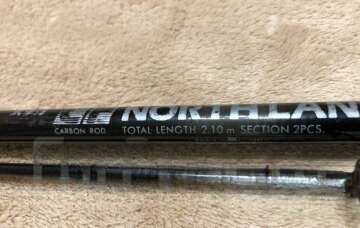 NORTHLAN
CARBON ROD TOTAL LENGTH 2.10 m SECTION 2PCS.